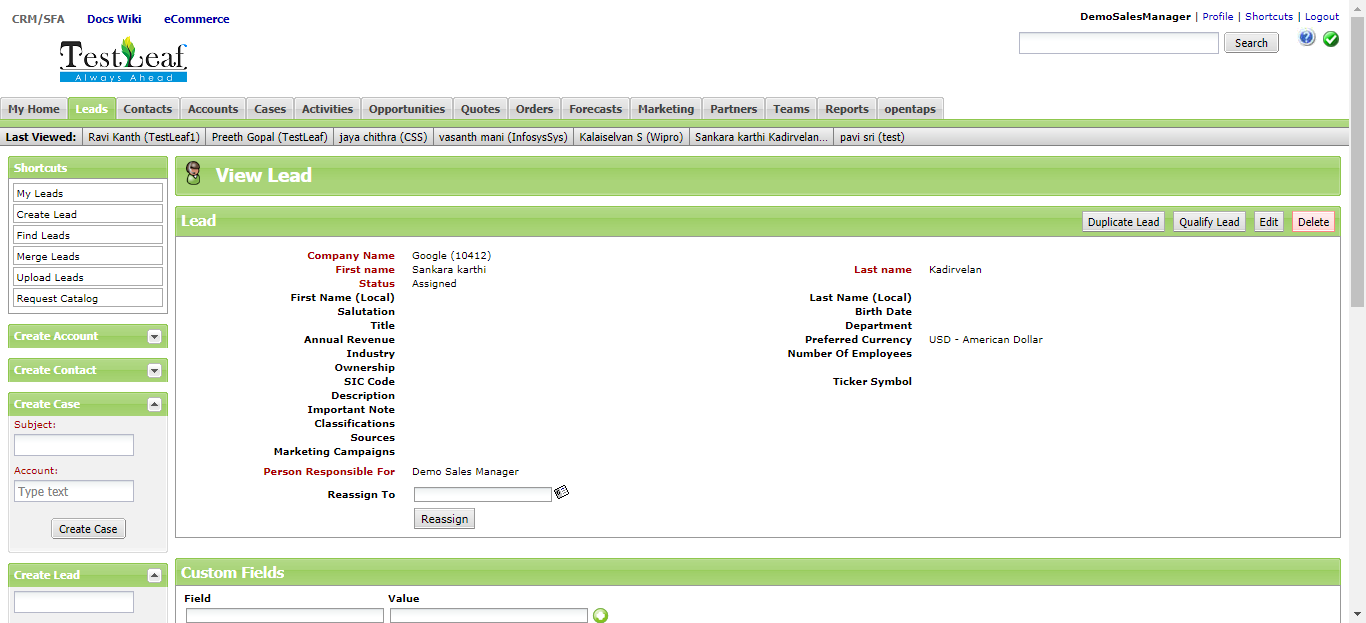 CRM/SFA Docs Wiki eCommerce
DemoSalesManager | Profile | Shortcuts | Logout
TestLeaf
Always Ahead
Search
My Home Leads Contacts Accounts Cases Activities Opportunities Quotes Orders Forecasts Marketing Partners Teams Reports opentaps
Last Viewed: Ravi Kanth (TestLeaf1) Preeth Gopal (TestLeaf) jaya chithra (CSS) vasanth mani (InfosysSys) Kalaiselvan S (Wipro) Sankara karthi Kadirvelan... pavi sri (test)
Shortcuts
My Leads
Create Lead
Find Leads
Merge Leads
Upload Leads
Request Catalog
Create Account
Create Contact
Create Case
Subject:
Account:
Type text
Create Case
Create Lead
View Lead
Lead Duplicate Lead Qualify Lead Edit Delete
Company Name Google (10412)
First name Sankara karthi Last name Kadirvelan
Status Assigned
First Name (Local) Last Name (Local)
Salutation Birth Date
Title Department
Annual Revenue Preferred Currency USD - American Dollar
Industry Number Of Employees
Ownership
SIC Code Ticker Symbol
Description
Important Note
Classifications
Sources
Marketing Campaigns
Person Responsible For Demo Sales Manager
Reassign To
Reassign
Custom Fields
Field Value